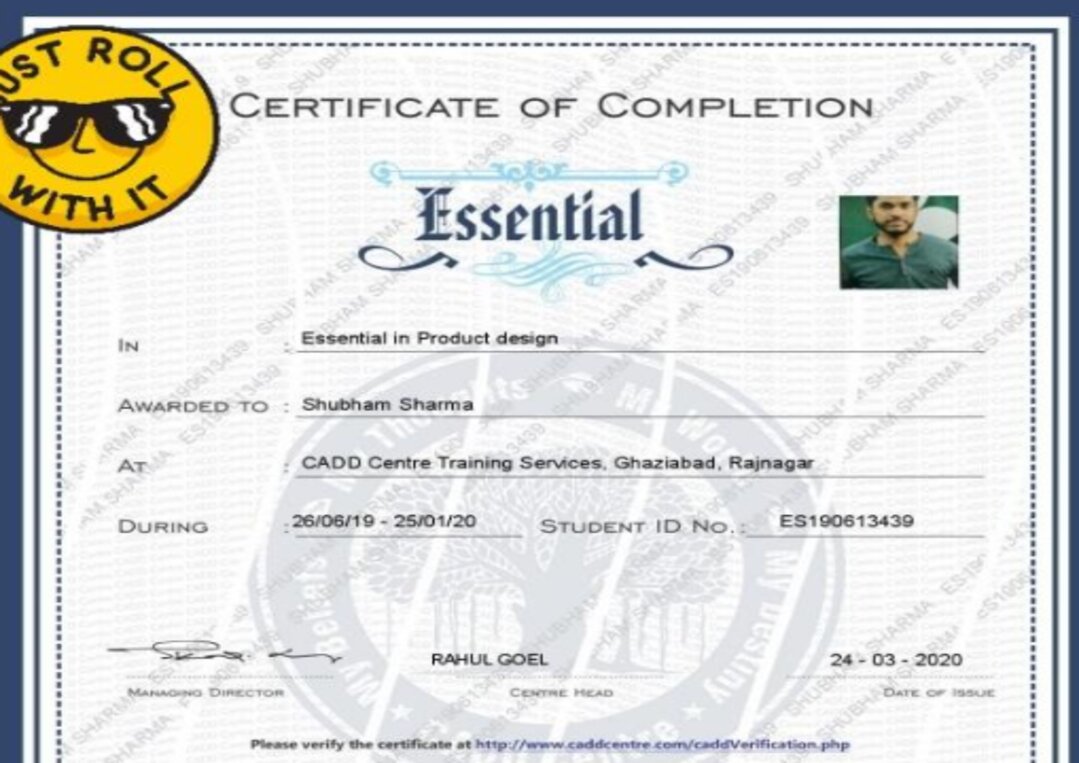 JUST ROLL
WITH IT
CERTIFICATE OF COMPLETION
Essential
IN : Essential in Product design
AWARDED TO : Shubham Sharma
AT : CADD Centre Training Services, Ghaziabad, Rajnagar
DURING : 26/06/19 - 25/01/20 STUDENT ID NO. : ES190613439
RAHUL GOEL 24 - 03 - 2020
MANAGING DIRECTOR CENTRE HEAD DATE OF ISSUE
Please verify the certificate at http://www.caddcentre.com/caddVerification.php